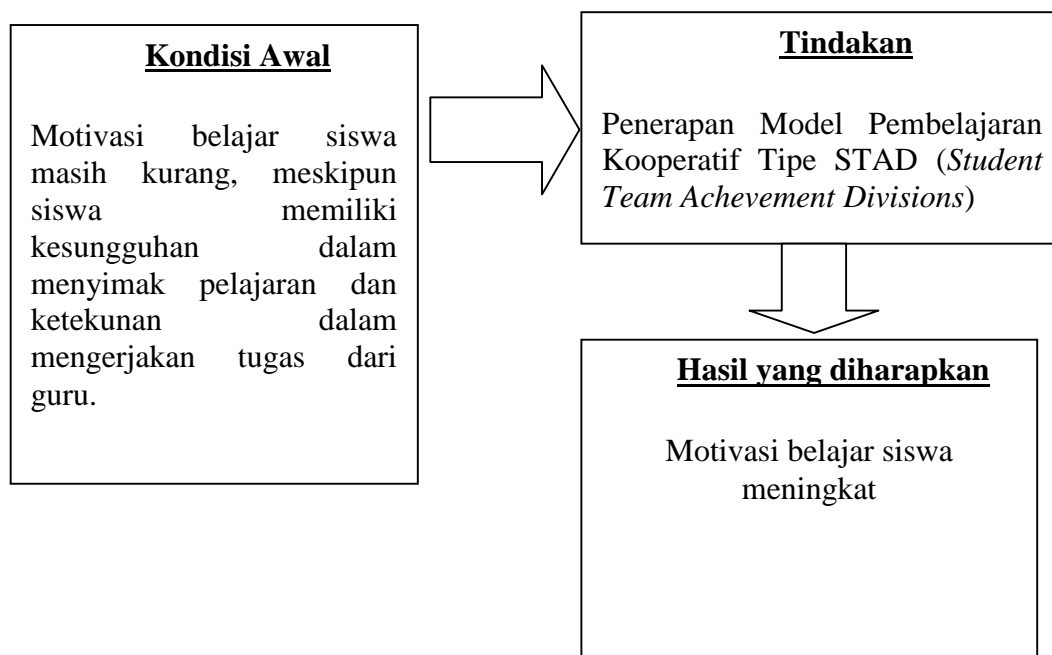 Kondisi Awal
Motivasi belajar siswa
masih kurang, meskipun
siswa memiliki
kesungguhan dalam
menyimak pelajaran dan
ketekunan dalam
mengerjakan tugas dari
guru.
Tindakan
Penerapan Model Pembelajaran
Kooperatif Tipe STAD (Student
Team Achevement Divisions)
Hasil yang diharapkan
Motivasi belajar siswa
meningkat